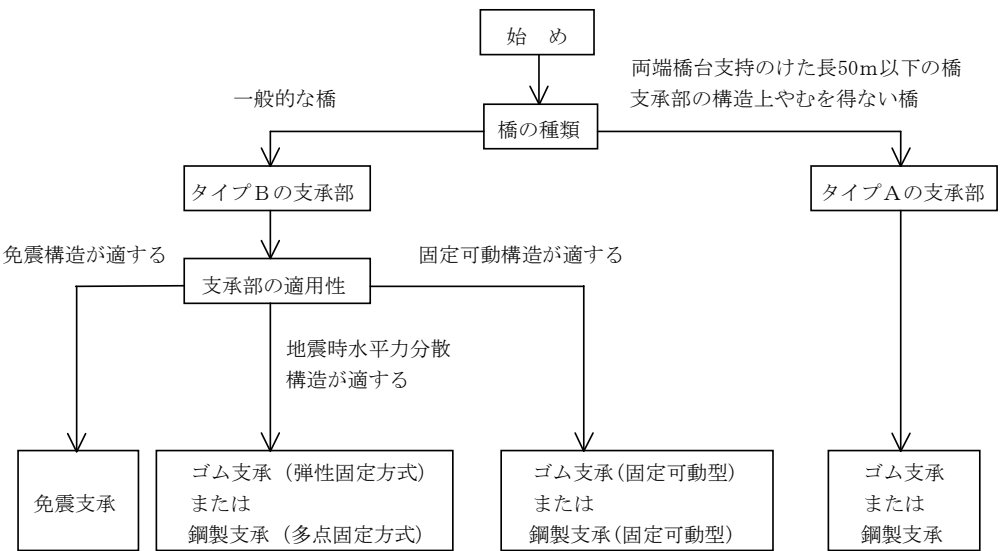 始　め
両端橋台支持のけた長50m以下の橋
支承部の構造上やむを得ない橋
一般的な橋
橋の種類
タイプBの支承部
タイプAの支承部
免震構造が適する
固定可動構造が適する
支承部の適用性
地震時水平力分散
構造が適する
免震支承
ゴム支承（弾性固定方式）
または
鋼製支承（多点固定方式）
ゴム支承(固定可動型)
または
鋼製支承(固定可動型)
ゴム支承
または
鋼製支承